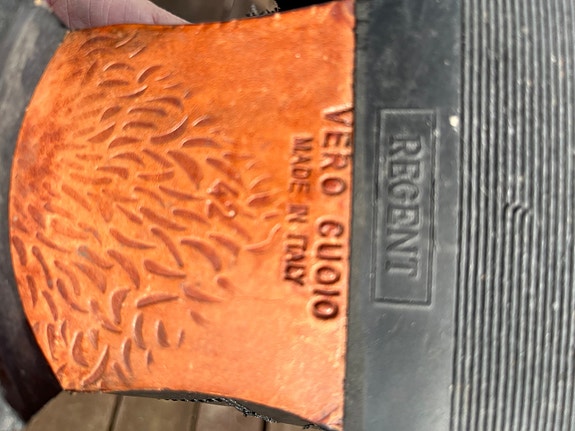 REGENT
VERO CUOIO
MADE IN ITALY
42